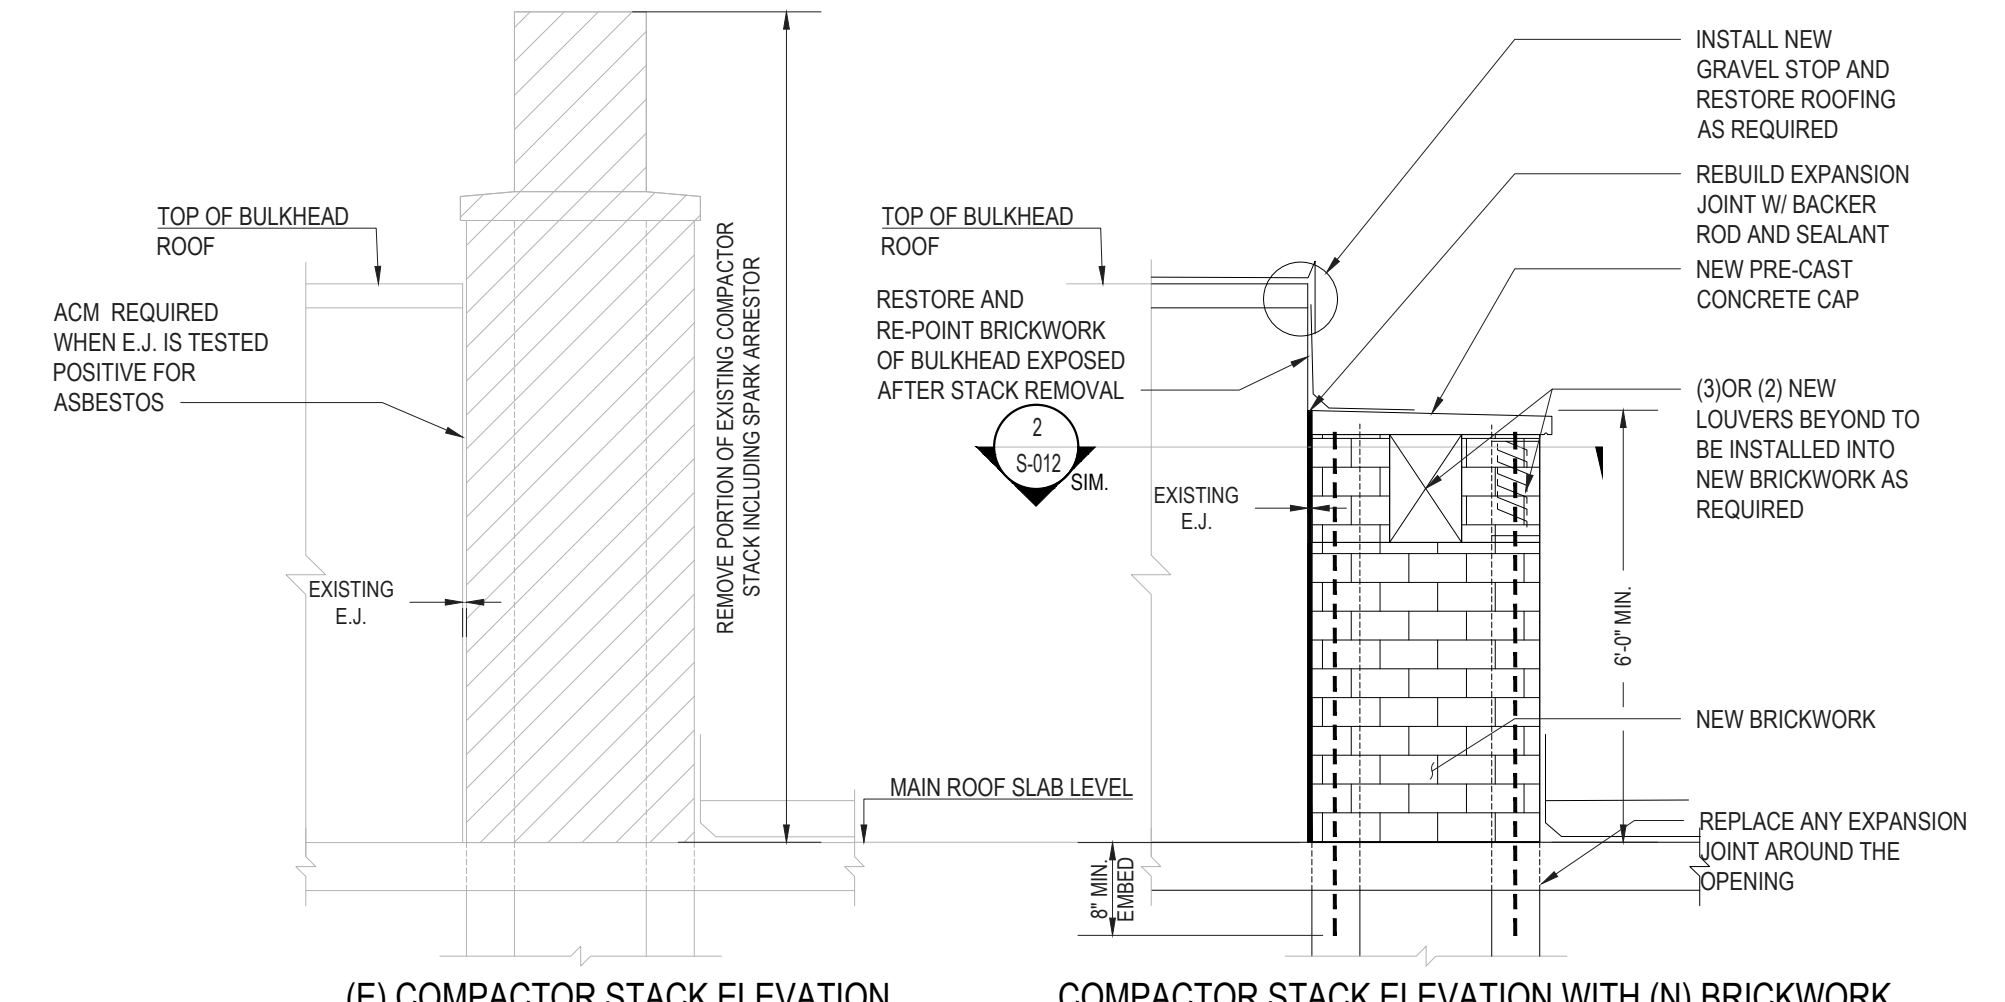 TOP OF BULKHEAD
ROOF
ACM REQUIRED
WHEN E.J. IS TESTED
POSITIVE FOR
ASBESTOS
EXISTING
E.J.
REMOVE PORTION OF EXISTING COMPACTOR
STACK INCLUDING SPARK ARRESTOR
(E) COMPACTOR STACK ELEVATION
TOP OF BULKHEAD
ROOF
RESTORE AND
RE-POINT BRICKWORK
OF BULKHEAD EXPOSED
AFTER STACK REMOVAL
2
S-012
SIM.
EXISTING
E.J.
MAIN ROOF SLAB LEVEL
8" MIN.
EMBED
INSTALL NEW
GRAVEL STOP AND
RESTORE ROOFING
AS REQUIRED
REBUILD EXPANSION
JOINT W/ BACKER
ROD AND SEALANT
NEW PRE-CAST
CONCRETE CAP
(3)OR (2) NEW
LOUVERS BEYOND TO
BE INSTALLED INTO
NEW BRICKWORK AS
REQUIRED
6'-0" MIN.
NEW BRICKWORK
REPLACE ANY EXPANSION
JOINT AROUND THE
OPENING
COMPACTOR STACK ELEVATION WITH (N) BRICKWORK